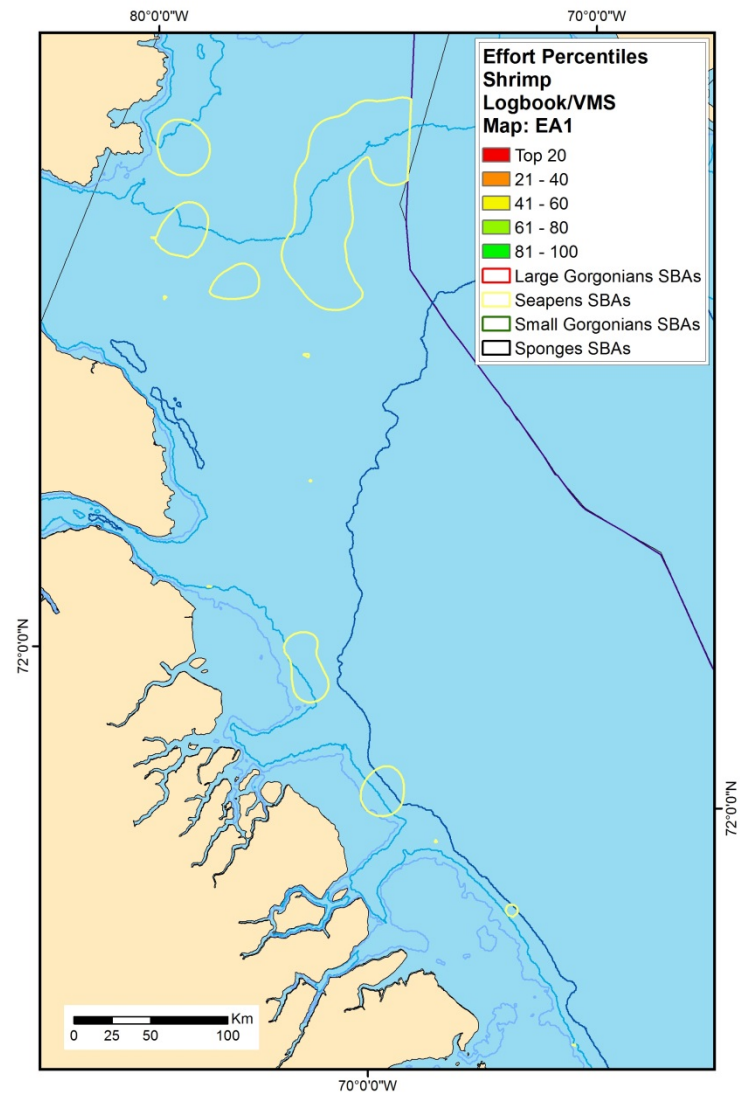 80°0'0"W
70°0'0"W
Effort Percentiles
Shrimp
Logbook/VMS
Map: EA1
Top 20
21 - 40
41 - 60
61 - 80
81 - 100
Large Gorgonians SBAs
Seapens SBAs
Small Gorgonians SBAs
Sponges SBAs
72°0'0"N
72°0'0"N
Km
0 25 50 100
70°0'0"W